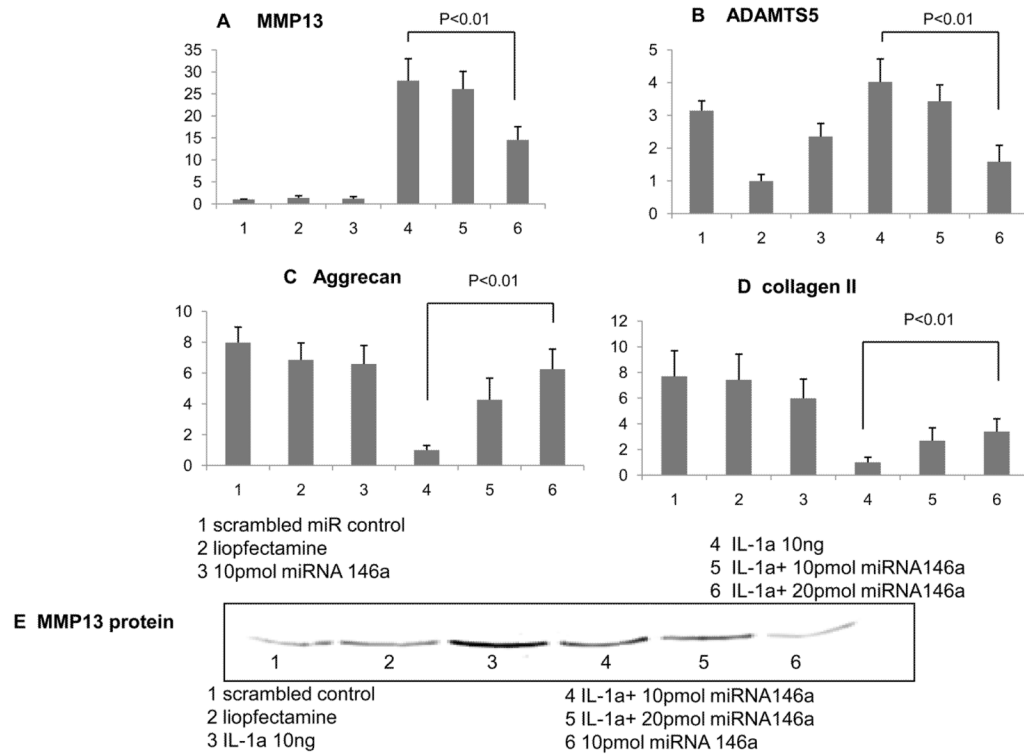 A MMP13
P<0.01
35
30
25
20
15
10
5
0
1 2 3 4 5 6
B ADAMTS5
P<0.01
5
4
3
2
1
0
1 2 3 4 5 6
C Aggrecan
P<0.01
10
8
6
4
2
0
1 2 3 4 5 6
D collagen II
P<0.01
12
10
8
6
4
2
0
1 2 3 4 5 6
1 scrambled miR control
2 liopfectamine
3 10pmol miRNA 146a
4 IL-1a 10ng
5 IL-1a+ 10pmol miRNA146a
6 IL-1a+ 20pmol miRNA146a
E MMP13 protein
1 2 3 4 5 6
1 scrambled control
2 liopfectamine
3 IL-1a 10ng
4 IL-1a+ 10pmol miRNA146a
5 IL-1a+ 20pmol miRNA146a
6 10pmol miRNA 146a